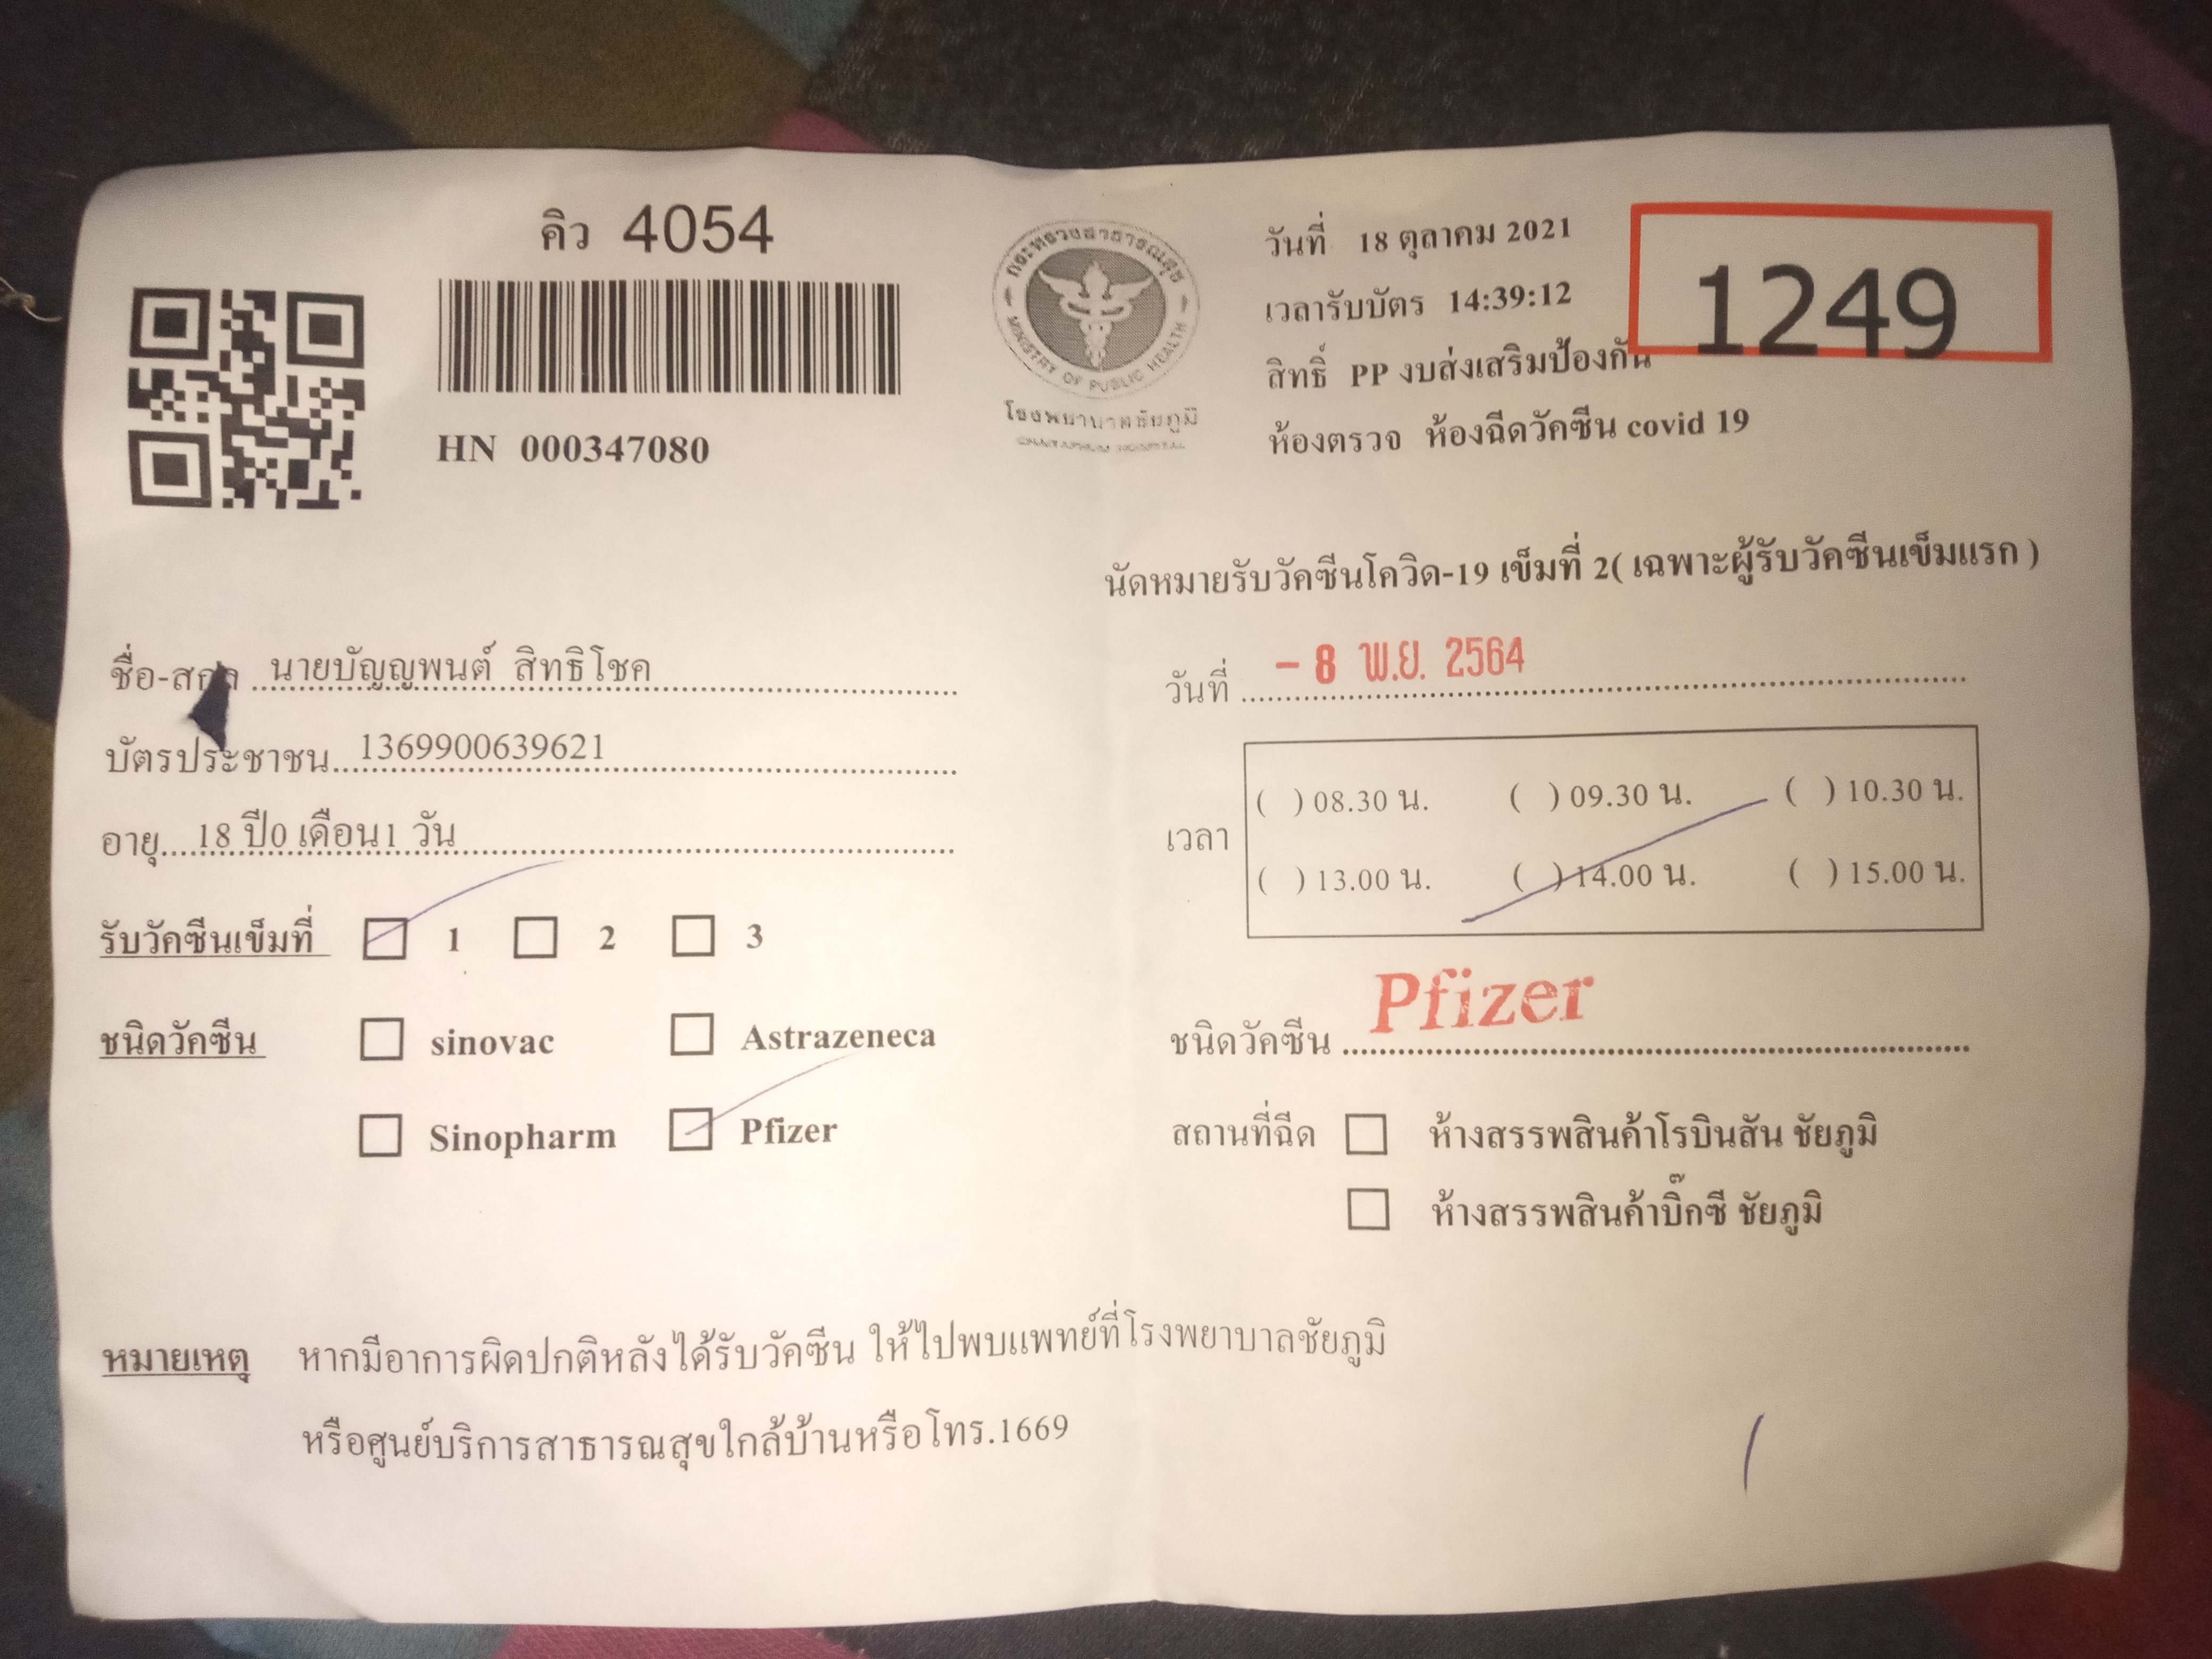 คิว 4054
HN 000347080
กระทรวงสาธารณสุข
MINISTRY OF PUBLIC HEALTH
โรงพยาบาลชัยภูมิ
CHAIYAPHUM HOSPITAL
วันที่ 18 ตุลาคม 2021
เวลารับบัตร 14:39:12
สิทธิ์ PP งบส่งเสริมป้องกัน
ห้องตรวจ ห้องฉีดวัคซีน covid 19
1249
ชื่อ-สกุล นายบัญญพนต์ สิทธิโชค
บัตรประชาชน 1369900639621
อายุ 18 ปี0 เดือน1 วัน
รับวัคซีนเข็มที่ 1 2 3
ชนิดวัคซีน sinovac Astrazeneca
Sinopharm Pfizer
นัดหมายรับวัคซีนโควิด-19 เข็มที่ 2( เฉพาะผู้รับวัคซีนเข็มแรก )
วันที่ - 8 พ.ย. 2564
( ) 08.30 น. ( ) 09.30 น. ( ) 10.30 น.
เวลา
( ) 13.00 น. ( ) 14.00 น. ( ) 15.00 น.
ชนิดวัคซีน Pfizer
สถานที่ฉีด ห้างสรรพสินค้าโรบินสัน ชัยภูมิ
ห้างสรรพสินค้าบิ๊กซี ชัยภูมิ
หมายเหตุ หากมีอาการผิดปกติหลังได้รับวัคซีน ให้ไปพบแพทย์ที่โรงพยาบาลชัยภูมิ
หรือศูนย์บริการสาธารณสุขใกล้บ้านหรือโทร.1669